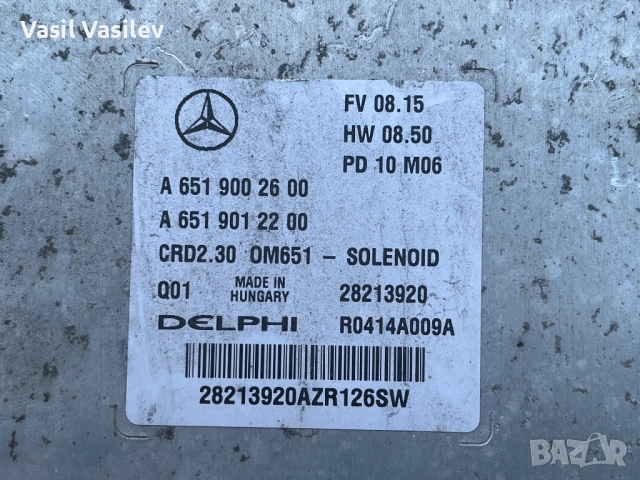 Vasil Vasilev
FV 08.15
HW 08.50
PD 10 M06
A 651 900 26 00
A 651 901 22 00
CRD2.30 OM651 - SOLENOID
Q01 MADE IN HUNGARY 28213920
DELPHI R0414A009A
28213920AZR126SW
BAZAR